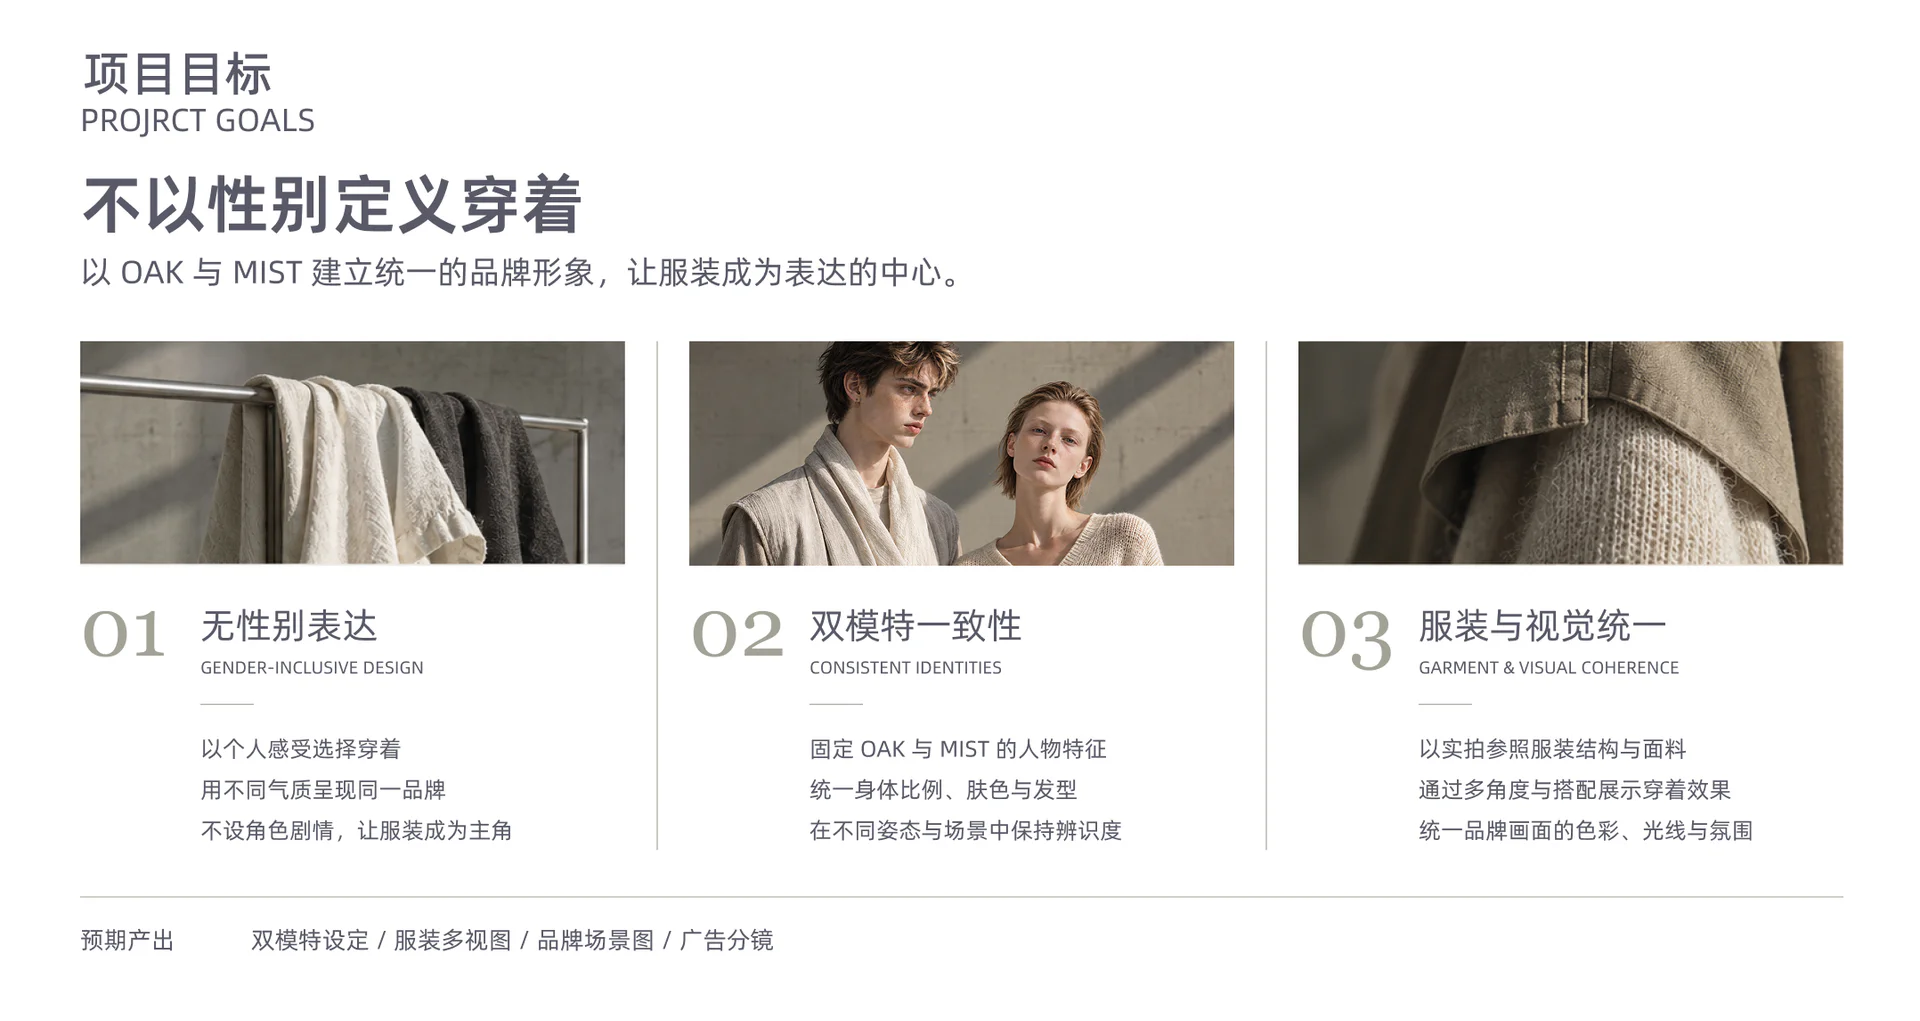 项目目标
PROJRCT GOALS
不以性别定义穿着
以 OAK 与 MIST 建立统一的品牌形象，让服装成为表达的中心。
01
无性别表达
GENDER-INCLUSIVE DESIGN
以个人感受选择穿着
用不同气质呈现同一品牌
不设角色剧情，让服装成为主角
02
双模特一致性
CONSISTENT IDENTITIES
固定 OAK 与 MIST 的人物特征
统一身体比例、肤色与发型
在不同姿态与场景中保持辨识度
03
服装与视觉统一
GARMENT & VISUAL COHERENCE
以实拍参照服装结构与面料
通过多角度与搭配展示穿着效果
统一品牌画面的色彩、光线与氛围
预期产出 双模特设定 / 服装多视图 / 品牌场景图 / 广告分镜